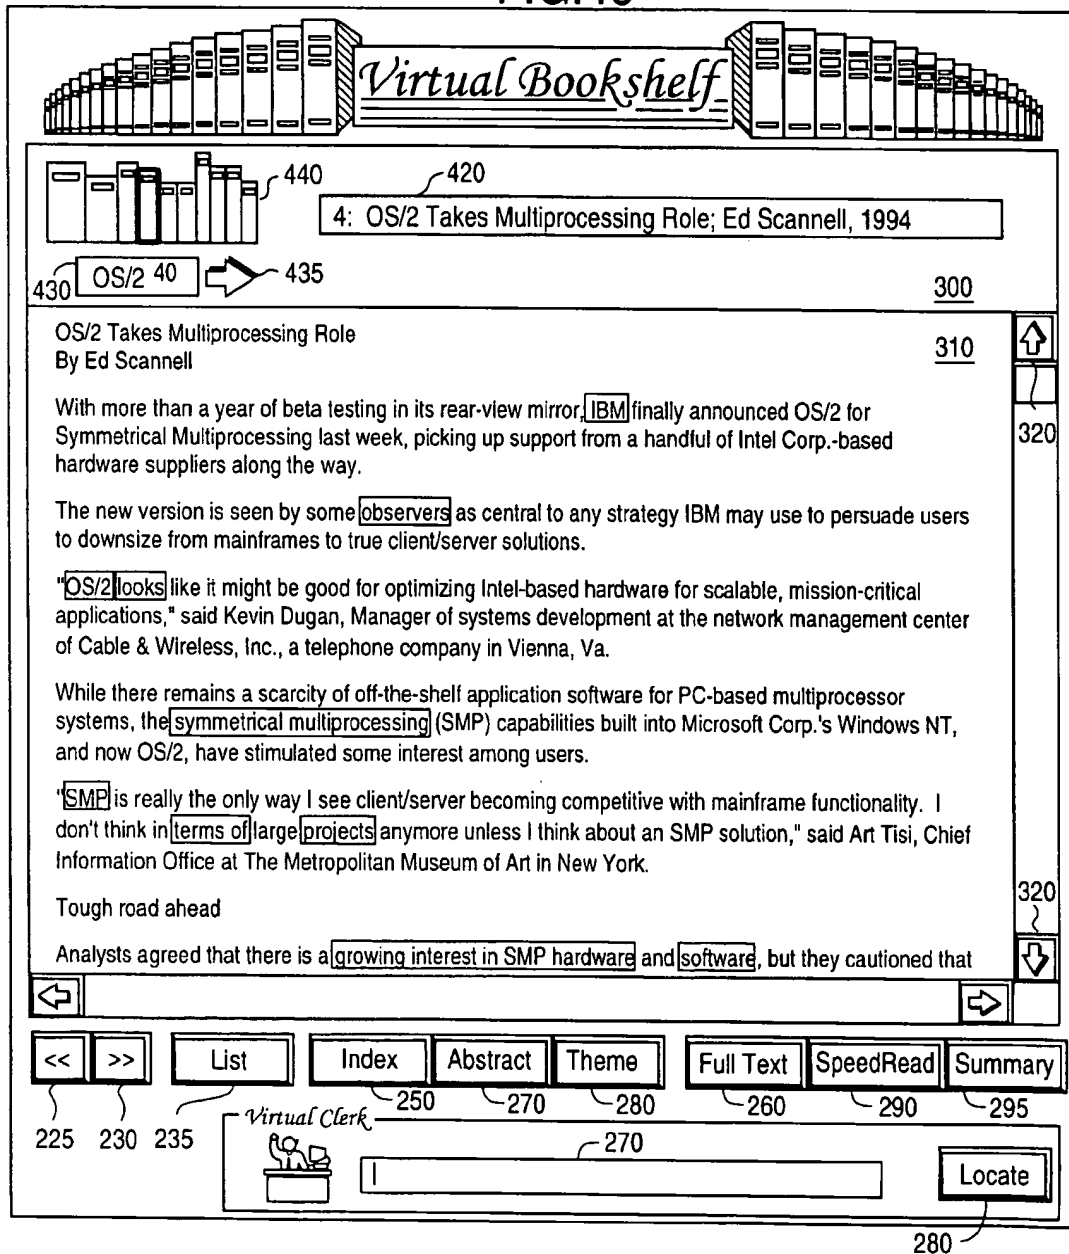 Virtual Bookshelf
440
420
4: OS/2 Takes Multiprocessing Role; Ed Scannell, 1994
430
OS/2 40
435
300
OS/2 Takes Multiprocessing Role
310
By Ed Scannell
With more than a year of beta testing in its rear-view mirror, IBM finally announced OS/2 for
Symmetrical Multiprocessing last week, picking up support from a handful of Intel Corp.-based
320
hardware suppliers along the way.
The new version is seen by some observers as central to any strategy IBM may use to persuade users
to downsize from mainframes to true client/server solutions.
"OS/2 looks like it might be good for optimizing Intel-based hardware for scalable, mission-critical
applications," said Kevin Dugan, Manager of systems development at the network management center
of Cable & Wireless, Inc., a telephone company in Vienna, Va.
While there remains a scarcity of off-the-shelf application software for PC-based multiprocessor
systems, the symmetrical multiprocessing (SMP) capabilities built into Microsoft Corp.'s Windows NT,
and now OS/2, have stimulated some interest among users.
"SMP is really the only way I see client/server becoming competitive with mainframe functionality. I
don't think in terms of large projects anymore unless I think about an SMP solution," said Art Tisi, Chief
Information Office at The Metropolitan Museum of Art in New York.
320
Tough road ahead
Analysts agreed that there is a growing interest in SMP hardware and software, but they cautioned that
<< >> List Index Abstract Theme Full Text SpeedRead Summary
250 270 280 260 290 295
225 230 235
Virtual Clerk
270
Locate
280